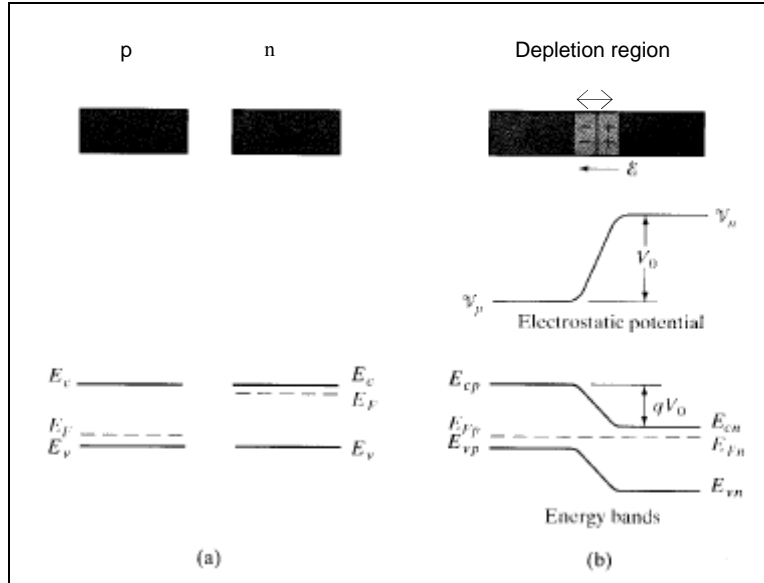 p n Depletion region
ℰ
𝒱n
V0
𝒱p
Electrostatic potential
Ec Ec Ecp
EF qV0
Ecn
EF EFp
Ev Ev Evp EFn
Evn
Energy bands
(a) (b)